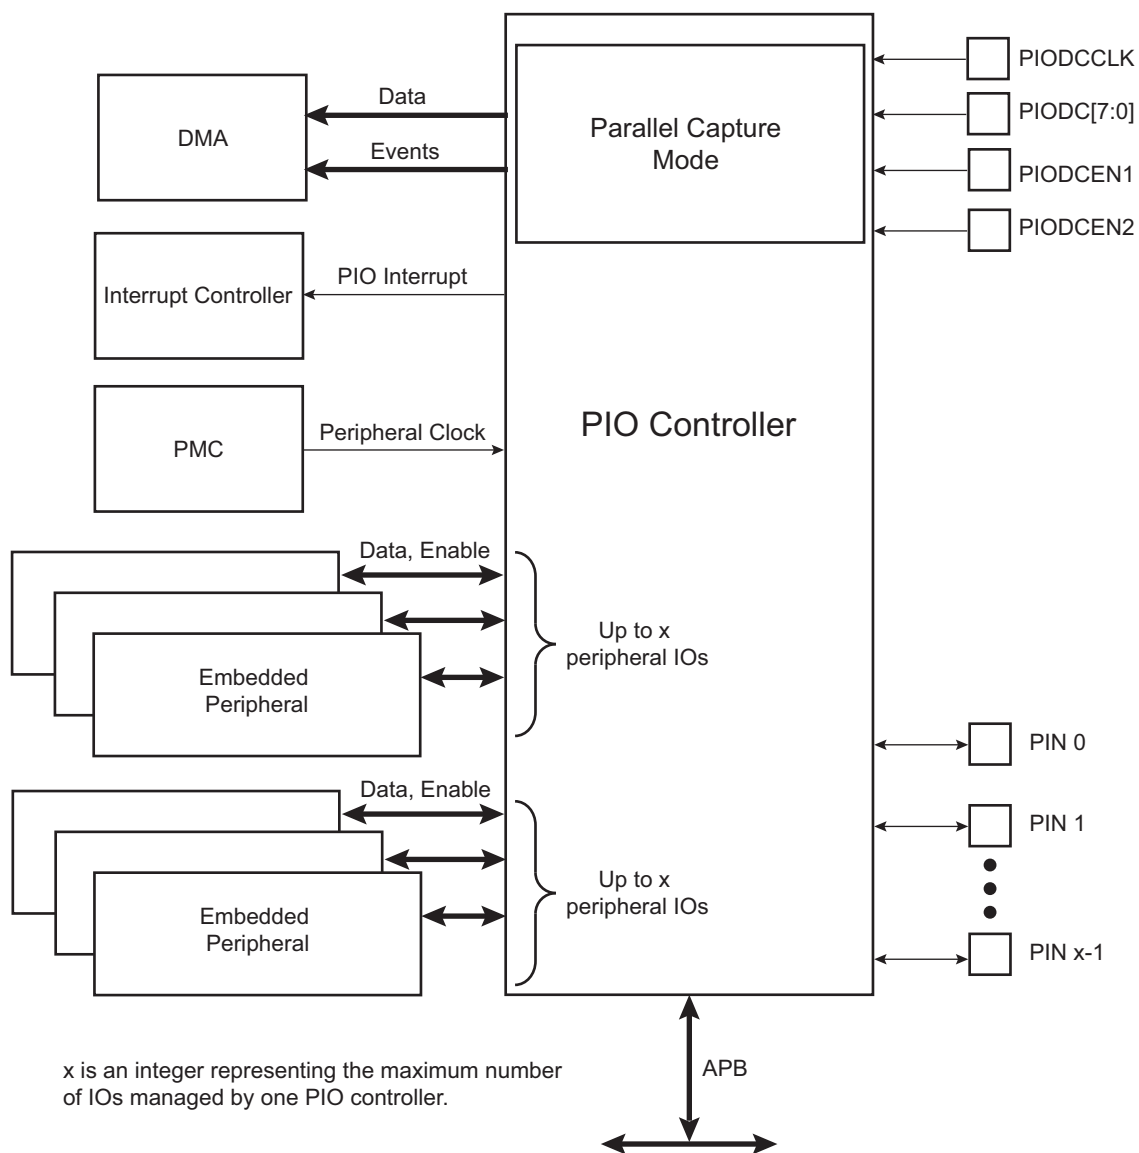 PIODCCLK
Data
DMA
Parallel Capture
Mode
PIODC[7:0]
Events
PIODCEN1
PIODCEN2
PIO Interrupt
Interrupt Controller
PIO Controller
Peripheral Clock
PMC
Data, Enable
Up to x
peripheral IOs
Embedded
Peripheral
PIN 0
Data, Enable
PIN 1
Up to x
peripheral IOs
Embedded
Peripheral
PIN x-1
x is an integer representing the maximum number
of IOs managed by one PIO controller.
APB